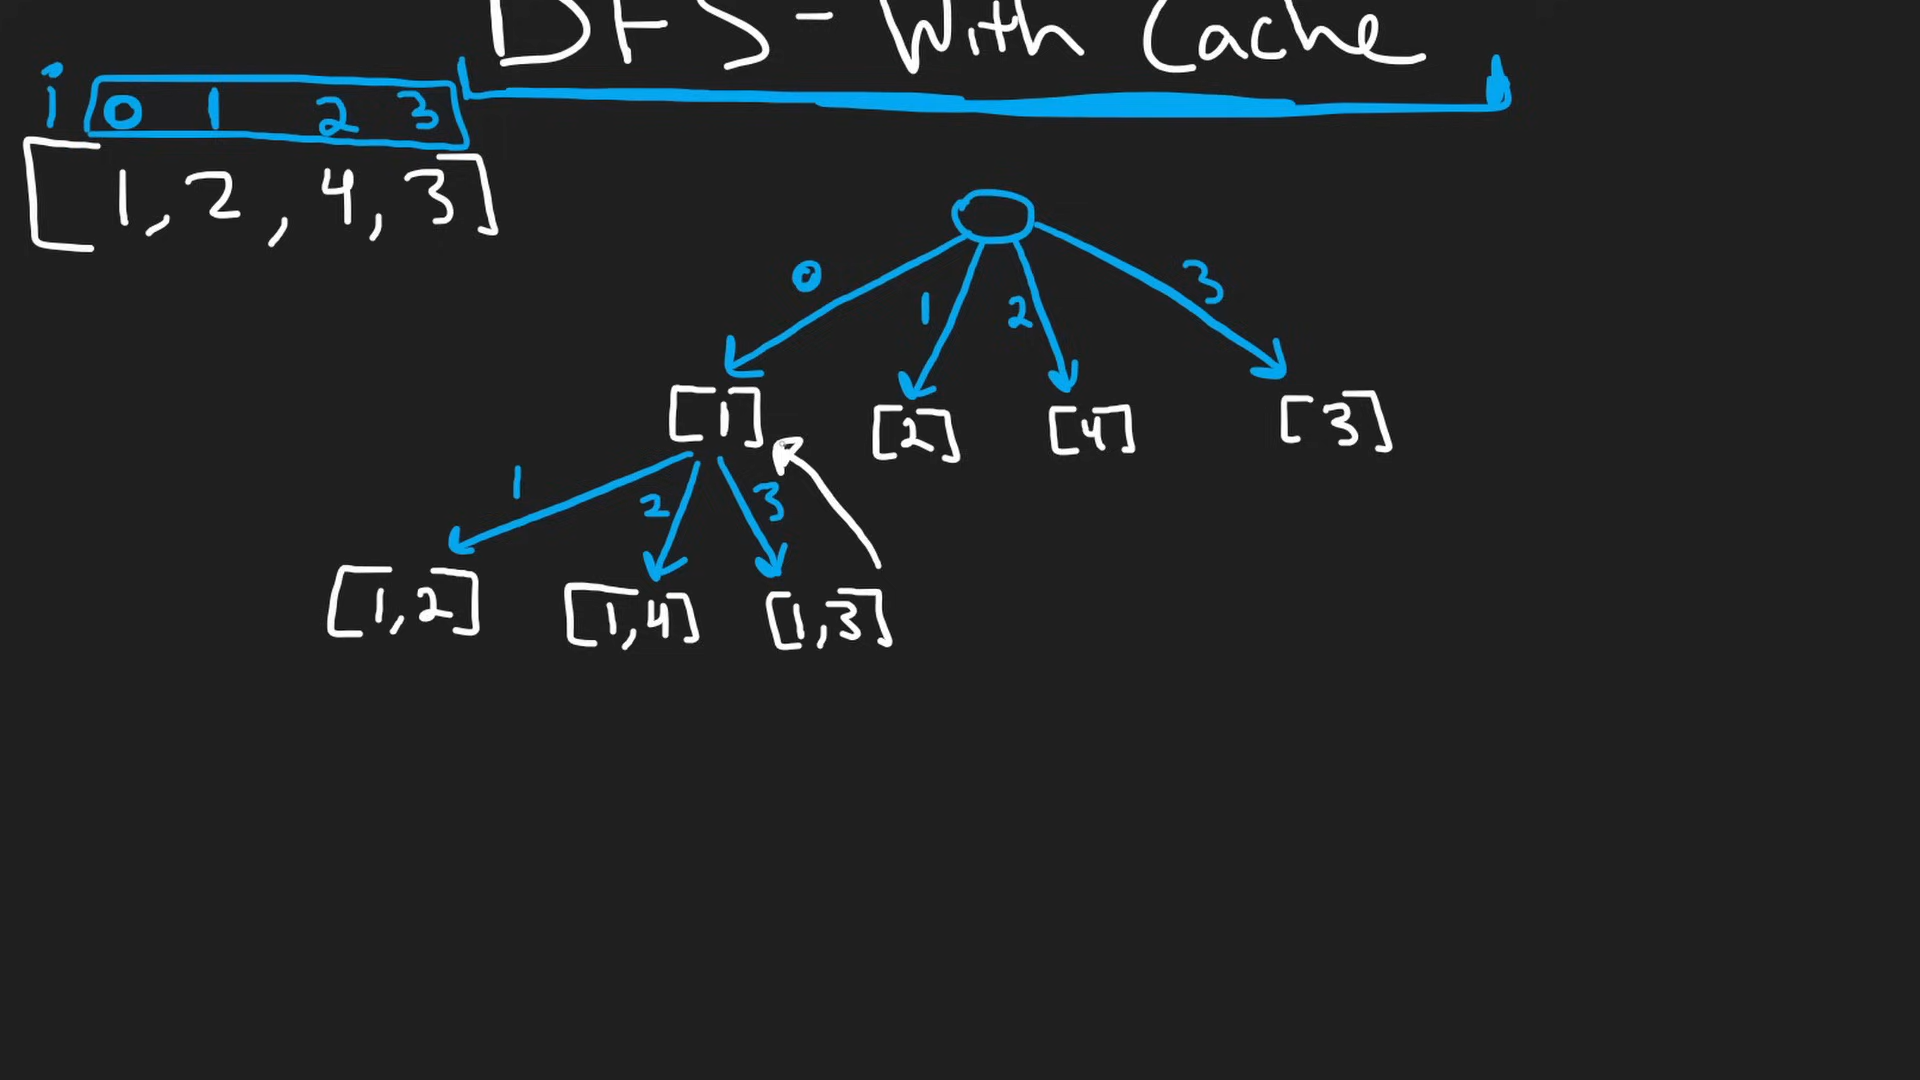 DFS - With Cache
i 0 1 2 3
[1, 2, 4, 3]
0 1 2 3
[1] [2] [4] [3]
1 2 3
[1,2] [1,4] [1,3]